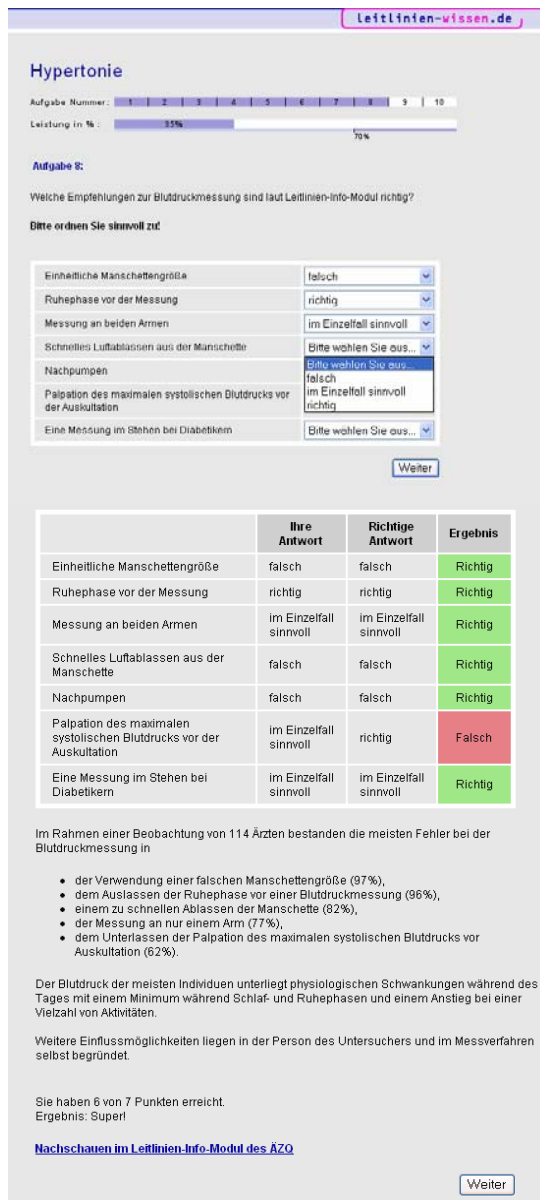 leitlinien-wissen.de
Hypertonie
Aufgabe Nummer: 1 | 2 | 3 | 4 | 5 | 6 | 7 | 8 | 9 | 10
Leistung in % : 85%
70%
Aufgabe 8:
Welche Empfehlungen zur Blutdruckmessung sind laut Leitlinien-Info-Modul richtig?
Bitte ordnen Sie sinnvoll zu!
Einheitliche Manschettengröße falsch
Ruhephase vor der Messung richtig
Messung an beiden Armen im Einzelfall sinnvoll
Schnelles Luftablassen aus der Manschette Bitte wählen Sie aus...
Bitte wählen Sie aus...
Nachpumpen falsch
im Einzelfall sinnvoll
Palpation des maximalen systolischen Blutdrucks vor richtig
der Auskultation
Eine Messung im Stehen bei Diabetikern Bitte wählen Sie aus...
Weiter
Ihre Antwort Richtige Antwort Ergebnis
Einheitliche Manschettengröße falsch falsch Richtig
Ruhephase vor der Messung richtig richtig Richtig
Messung an beiden Armen im Einzelfall sinnvoll im Einzelfall sinnvoll Richtig
Schnelles Luftablassen aus der Manschette falsch falsch Richtig
Nachpumpen falsch falsch Richtig
Palpation des maximalen systolischen Blutdrucks vor der Auskultation im Einzelfall sinnvoll richtig Falsch
Eine Messung im Stehen bei Diabetikern im Einzelfall sinnvoll im Einzelfall sinnvoll Richtig
Im Rahmen einer Beobachtung von 114 Ärzten bestanden die meisten Fehler bei der
Blutdruckmessung in
• der Verwendung einer falschen Manschettengröße (97%),
• dem Auslassen der Ruhephase vor einer Blutdruckmessung (96%),
• einem zu schnellen Ablassen der Manschette (82%),
• der Messung an nur einem Arm (77%),
• dem Unterlassen der Palpation des maximalen systolischen Blutdrucks vor
Auskultation (62%).
Der Blutdruck der meisten Individuen unterliegt physiologischen Schwankungen während des
Tages mit einem Minimum während Schlaf- und Ruhephasen und einem Anstieg bei einer
Vielzahl von Aktivitäten.
Weitere Einflussmöglichkeiten liegen in der Person des Untersuchers und im Messverfahren
selbst begründet.
Sie haben 6 von 7 Punkten erreicht.
Ergebnis: Super!
Nachschauen im Leitlinien-Info-Modul des ÄZQ
Weiter